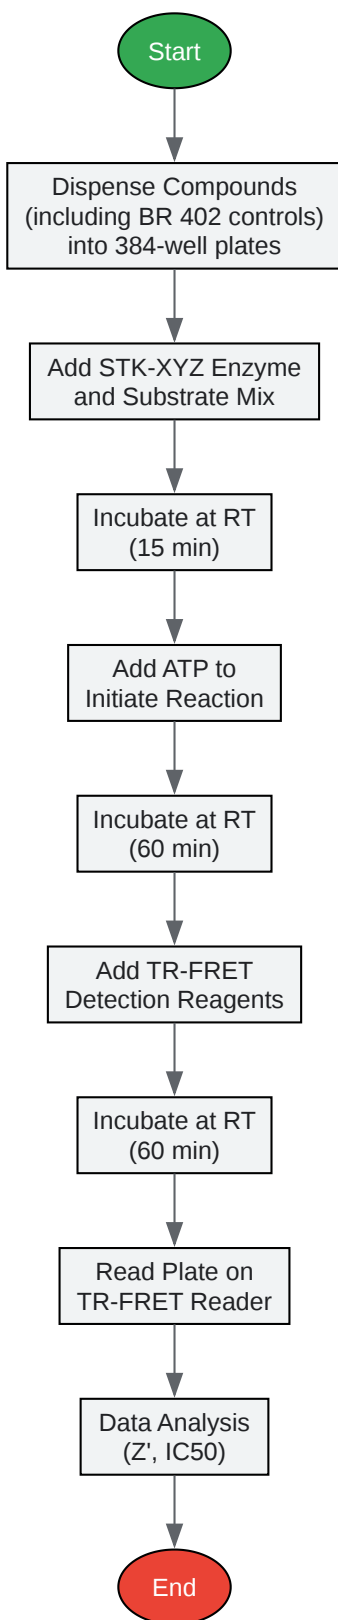 Start
Dispense Compounds
(including BR 402 controls)
into 384-well plates
Add STK-XYZ Enzyme
and Substrate Mix
Incubate at RT
(15 min)
Add ATP to
Initiate Reaction
Incubate at RT
(60 min)
Add TR-FRET
Detection Reagents
Incubate at RT
(60 min)
Read Plate on
TR-FRET Reader
Data Analysis
(Z', IC50)
End